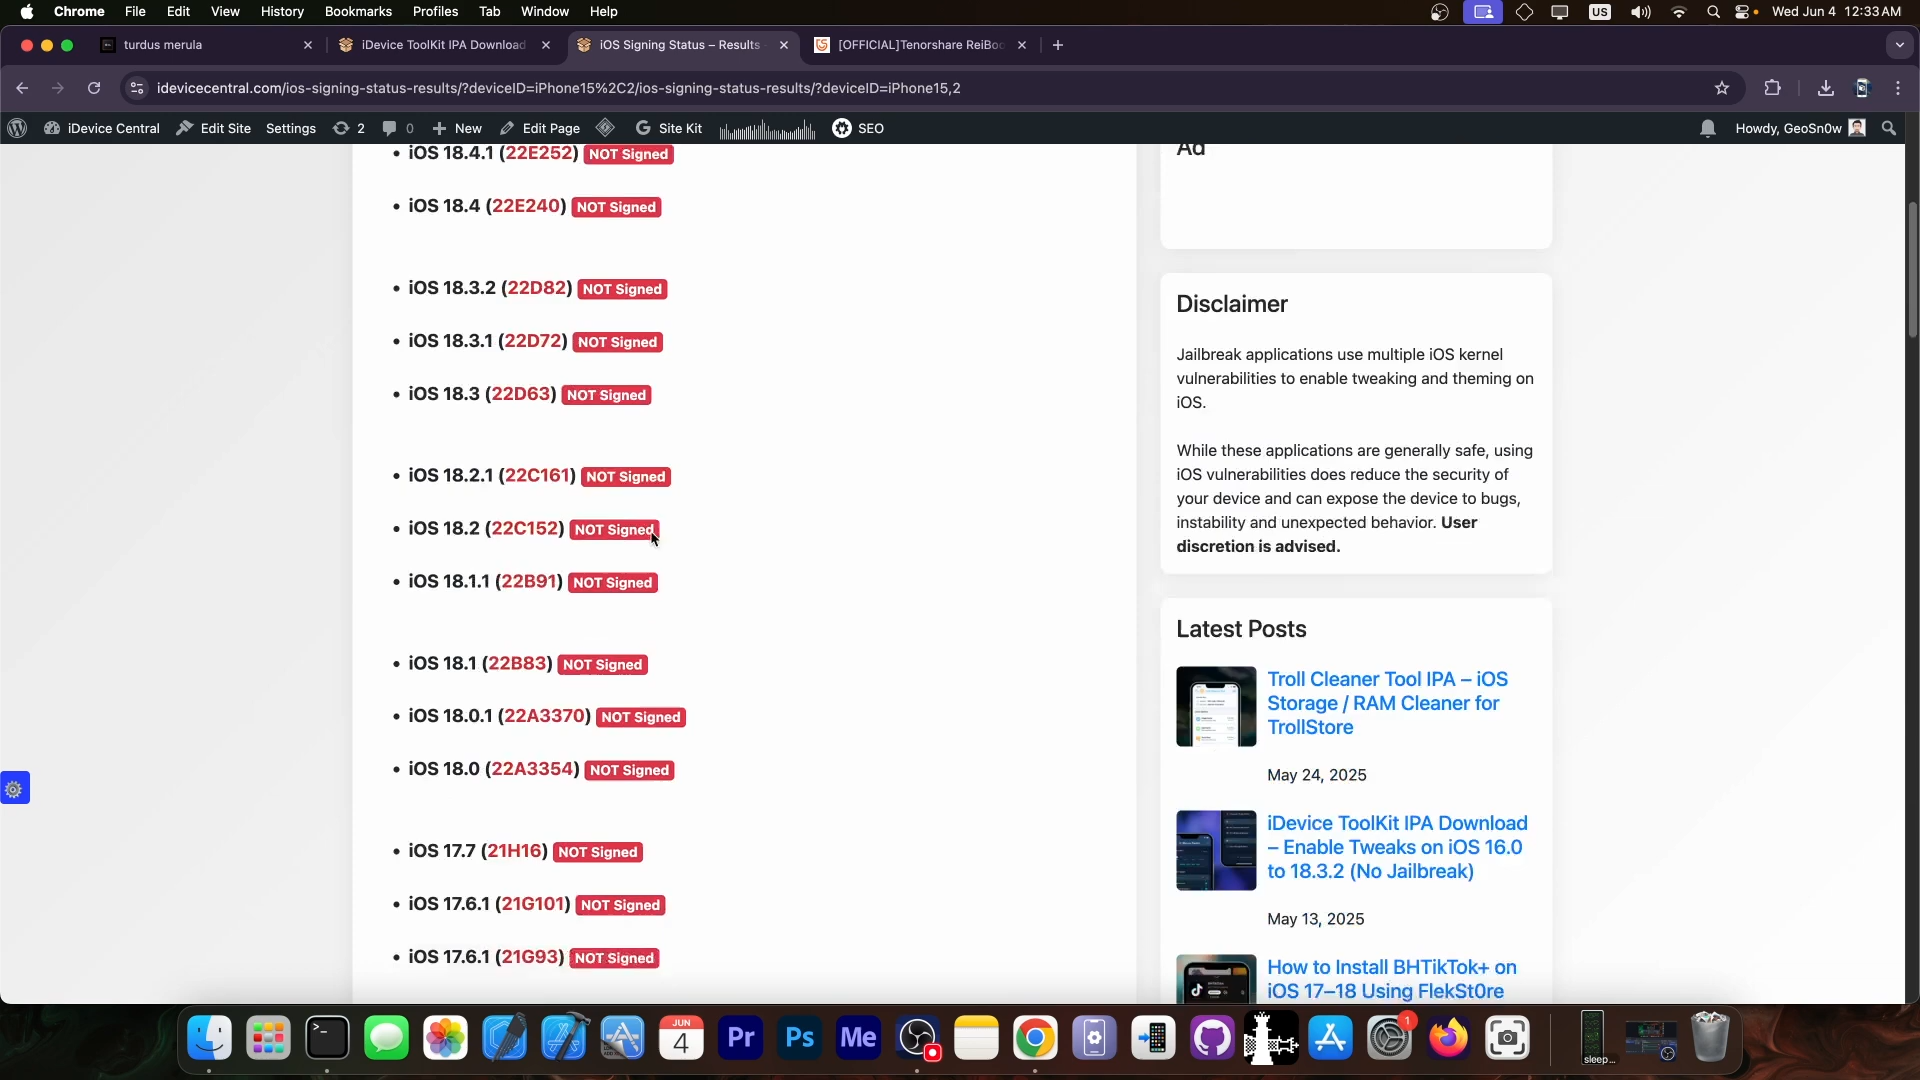 Chrome File Edit View History Bookmarks Profiles Tab Window Help US Wed Jun 4 12:33 AM
turdus merula
iDevice ToolKit IPA Download
iOS Signing Status – Results
[OFFICIAL]Tenorshare ReiBoo
idevicecentral.com/ios-signing-status-results/?deviceID=iPhone15%2C2/ios-signing-status-results/?deviceID=iPhone15,2
iDevice Central Edit Site Settings 2 0 New Edit Page Site Kit SEO Howdy, GeoSn0w
• iOS 18.4.1 (22E252) NOT Signed
• iOS 18.4 (22E240) NOT Signed
• iOS 18.3.2 (22D82) NOT Signed
• iOS 18.3.1 (22D72) NOT Signed
• iOS 18.3 (22D63) NOT Signed
• iOS 18.2.1 (22C161) NOT Signed
• iOS 18.2 (22C152) NOT Signed
• iOS 18.1.1 (22B91) NOT Signed
• iOS 18.1 (22B83) NOT Signed
• iOS 18.0.1 (22A3370) NOT Signed
• iOS 18.0 (22A3354) NOT Signed
• iOS 17.7 (21H16) NOT Signed
• iOS 17.6.1 (21G101) NOT Signed
• iOS 17.6.1 (21G93) NOT Signed
Ad
Disclaimer
Jailbreak applications use multiple iOS kernel
vulnerabilities to enable tweaking and theming on
iOS.
While these applications are generally safe, using
iOS vulnerabilities does reduce the security of
your device and can expose the device to bugs,
instability and unexpected behavior. User
discretion is advised.
Latest Posts
Troll Cleaner Tool IPA – iOS
Storage / RAM Cleaner for
TrollStore
May 24, 2025
iDevice ToolKit IPA Download
– Enable Tweaks on iOS 16.0
to 18.3.2 (No Jailbreak)
May 13, 2025
How to Install BHTikTok+ on
iOS 17–18 Using FlekSt0re
JUN
4
Pr
Ps
Me
1
sleep...